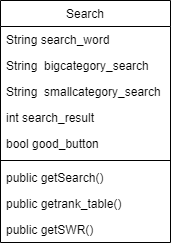 Search
String search_word
String bigcategory_search
String smallcategory_search
int search_result
bool good_button
public getSearch()
public getrank_table()
public getSWR()